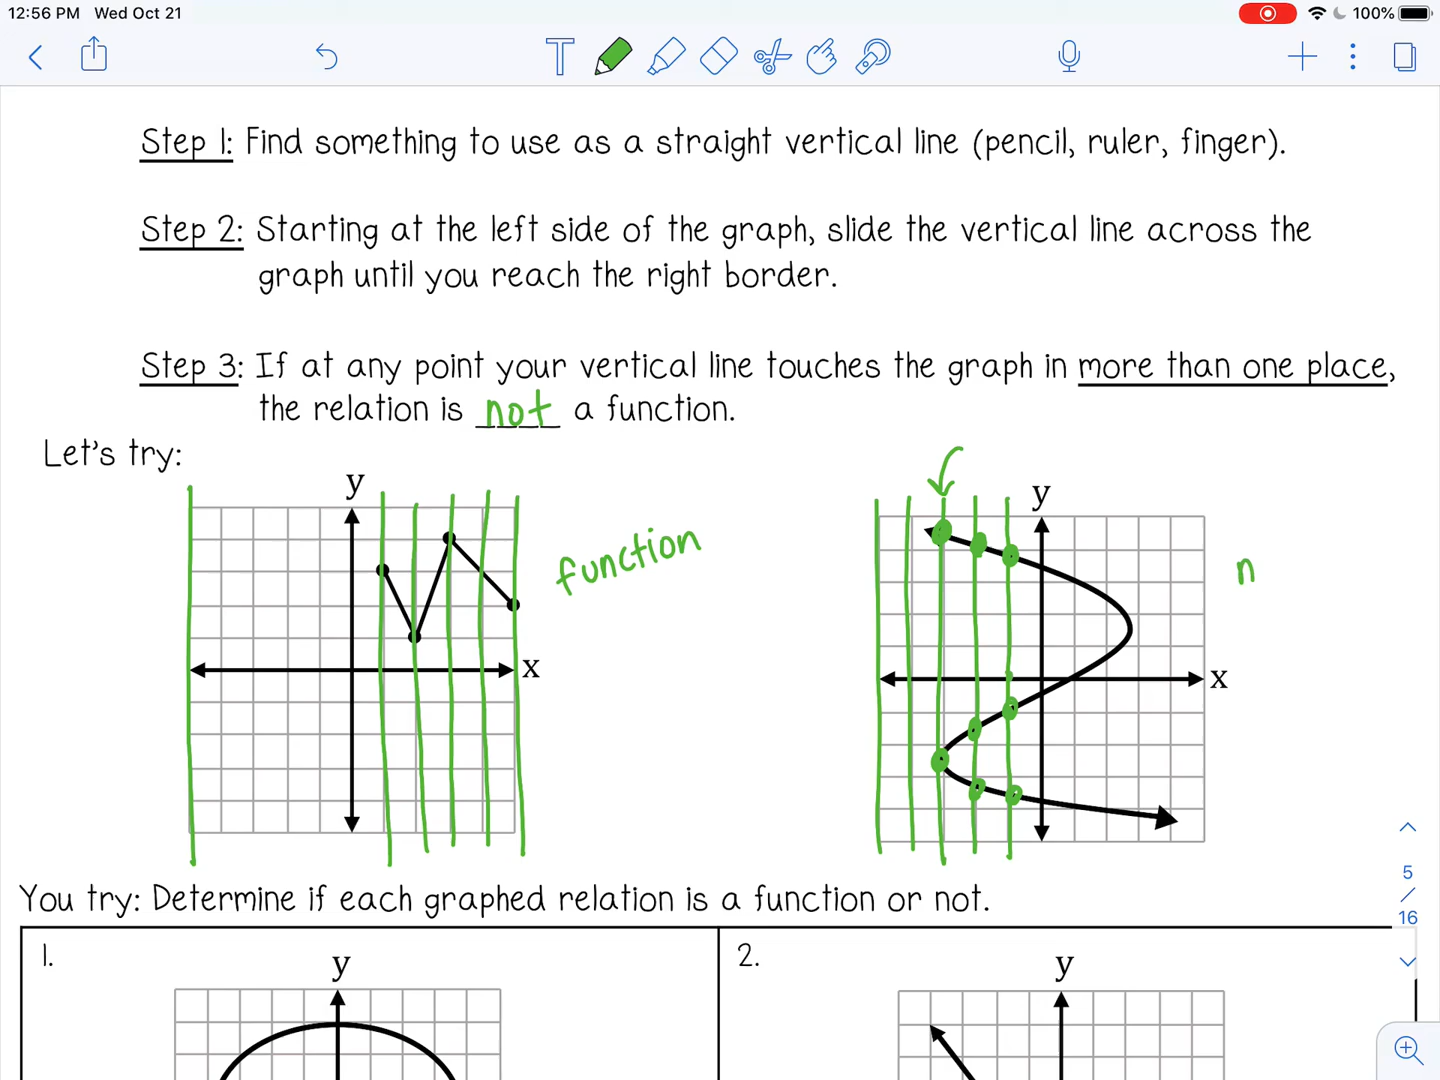 12:56 PM Wed Oct 21
100%
T
Step 1: Find something to use as a straight vertical line (pencil, ruler, finger).
Step 2: Starting at the left side of the graph, slide the vertical line across the
graph until you reach the right border.
Step 3: If at any point your vertical line touches the graph in more than one place,
the relation is not a function.
Let's try:
y
x
function
y
x
n
You try: Determine if each graphed relation is a function or not.
5
/
16
1.
y
2.
y